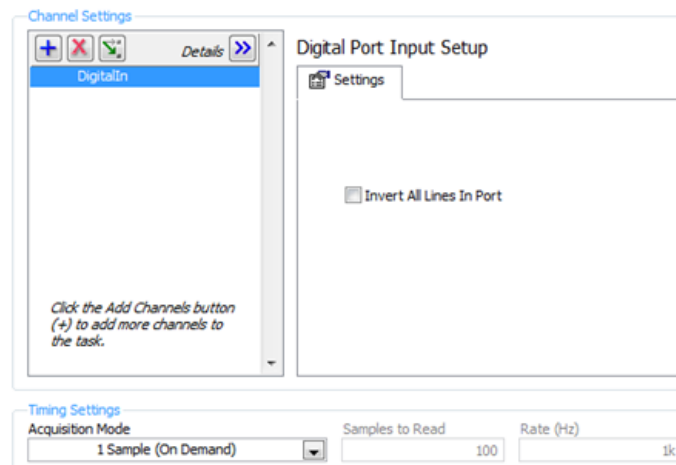 Channel Settings
Details
DigitalIn
Click the Add Channels button
(+) to add more channels to
the task.
Digital Port Input Setup
Settings
Invert All Lines In Port
Timing Settings
Acquisition Mode
Samples to Read
Rate (Hz)
1 Sample (On Demand)
100
1k